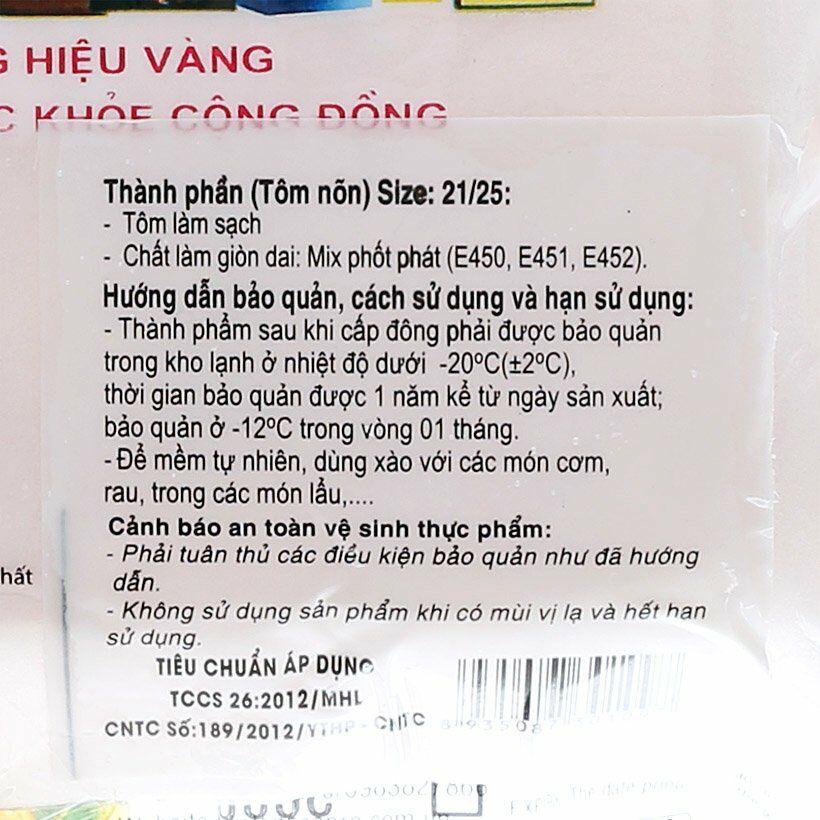 HIỆU VÀNG
KHỎE CỘNG ĐỒNG
Thành phần (Tôm nõn) Size: 21/25:
- Tôm làm sạch
- Chất làm giòn dai: Mix phốt phát (E450, E451, E452).
Hướng dẫn bảo quản, cách sử dụng và hạn sử dụng:
- Thành phẩm sau khi cấp đông phải được bảo quản
trong kho lạnh ở nhiệt độ dưới -20ºC(±2ºC),
thời gian bảo quản được 1 năm kể từ ngày sản xuất;
bảo quản ở -12ºC trong vòng 01 tháng.
-Để mềm tự nhiên, dùng xào với các món cơm,
rau, trong các món lẩu,....
Cảnh báo an toàn vệ sinh thực phẩm:
- Phải tuân thủ các điều kiện bảo quản như đã hướng
hất
dẫn.
- Không sử dụng sản phẩm khi có mùi vị lạ và hết hạn
sử dụng.
TIÊU CHUẨN ÁP DỤNG
TCCS 26:2012/MHL
CNTC Số:189/2012/YTHP - CNTC